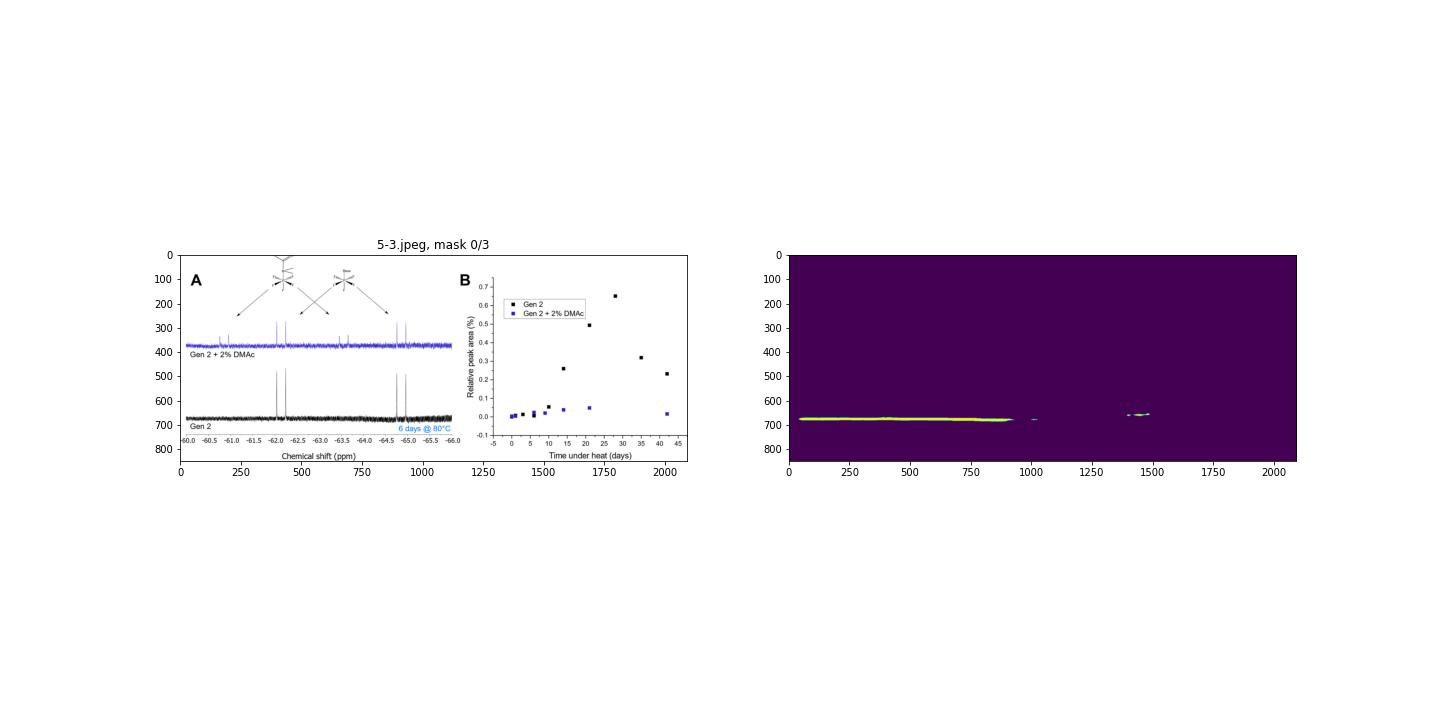 5-3.jpeg, mask 0/3
0
100
200
300
400
500
600
700
800
0 250 500 750 1000 1250 1500 1750 2000
A
Gen 2 + 2% DMAc
Gen 2
6 days @ 80°C
-60.0 -60.5 -61.0 -61.5 -62.0 -62.5 -63.0 -63.5 -64.0 -64.5 -65.0 -65.5 -66.0
Chemical shift (ppm)
B
Relative peak area (%)
0.7
0.6
0.5
0.4
0.3
0.2
0.1
0.0
-0.1
Gen 2
Gen 2 + 2% DMAc
-5 0 5 10 15 20 25 30 35 40 45
Time under heat (days)
0
100
200
300
400
500
600
700
800
0 250 500 750 1000 1250 1500 1750 2000